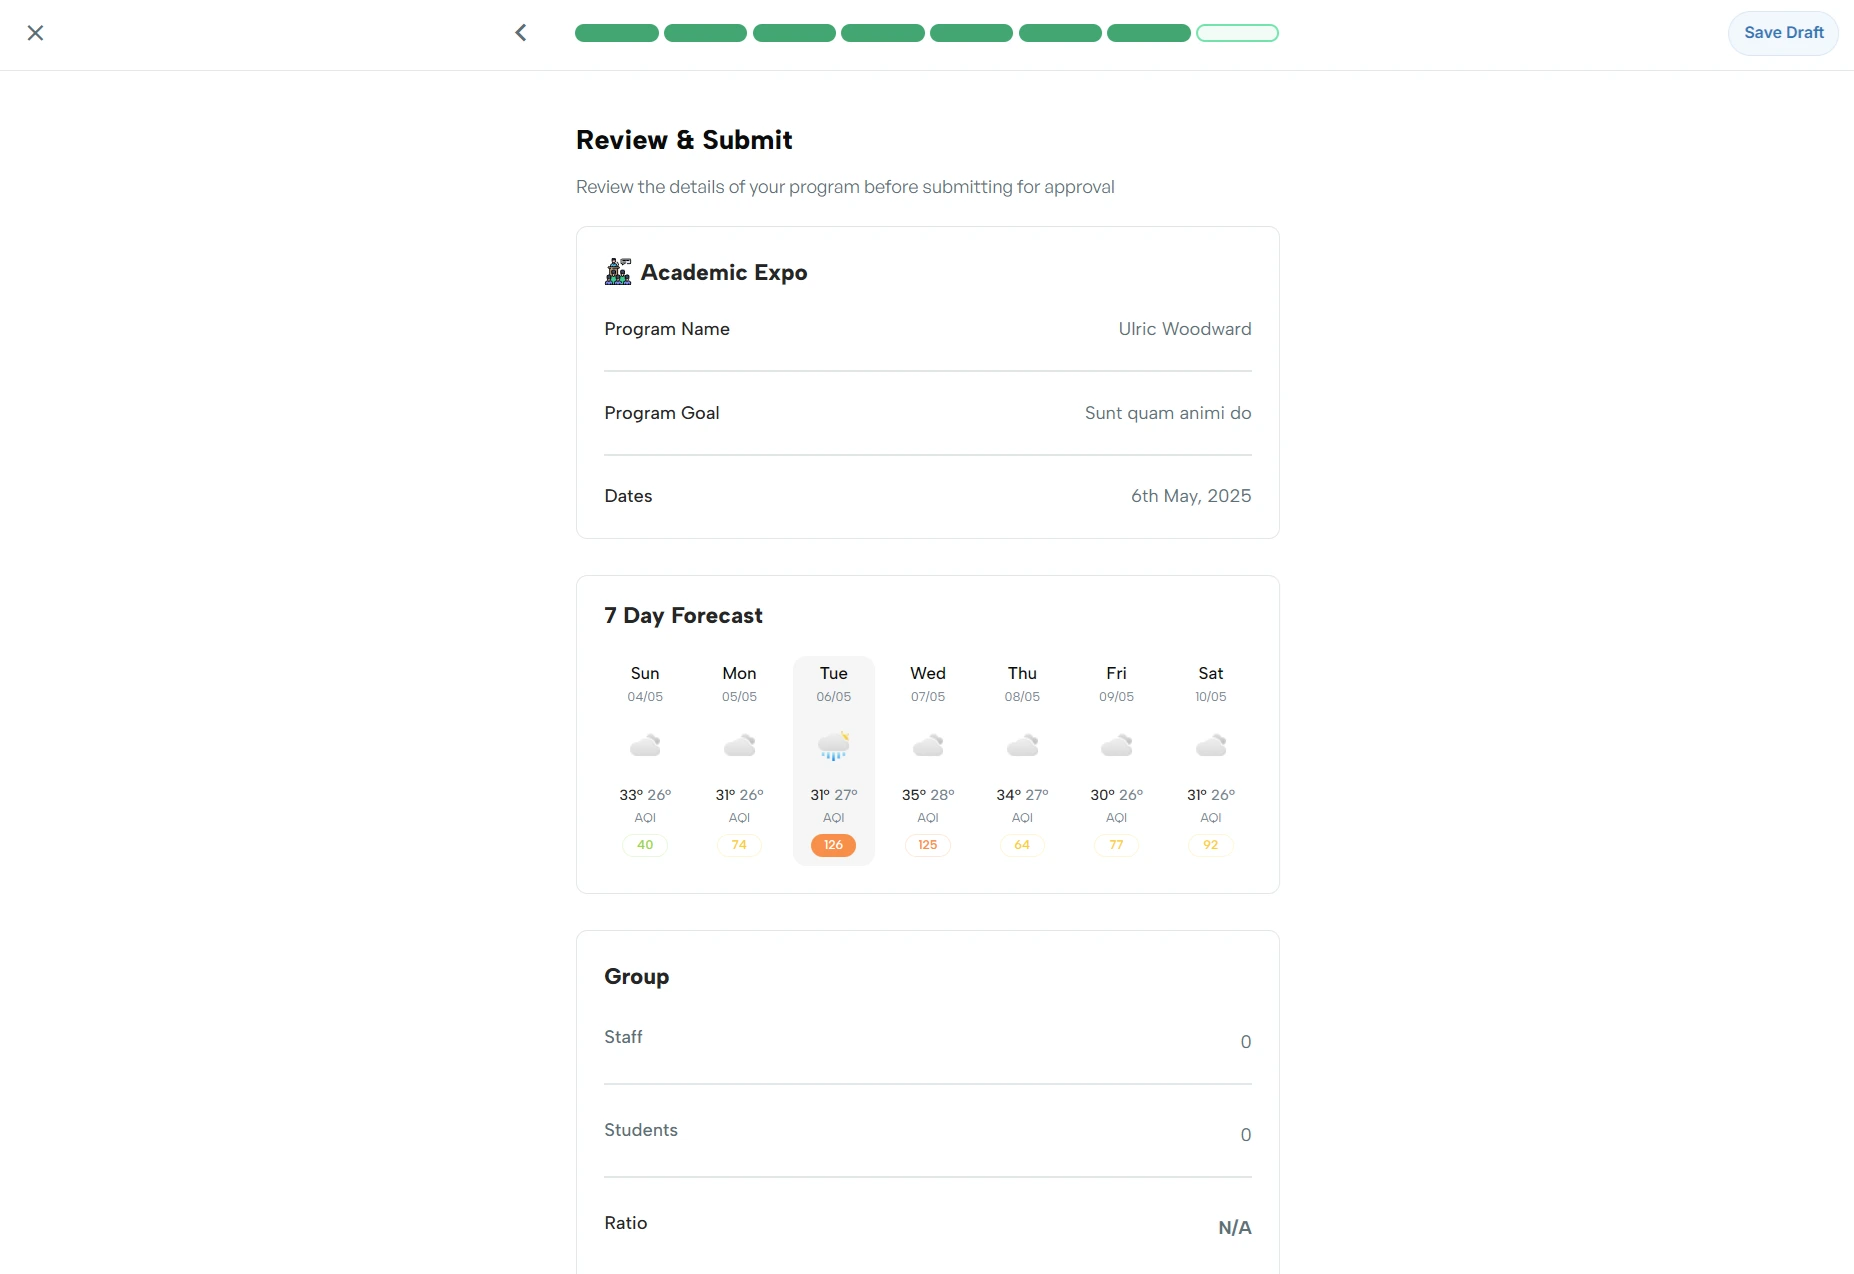 Save Draft
Review & Submit
Review the details of your program before submitting for approval
Academic Expo
Program Name Ulric Woodward
Program Goal Sunt quam animi do
Dates 6th May, 2025
7 Day Forecast
Sun Mon Tue Wed Thu Fri Sat
04/05 05/05 06/05 07/05 08/05 09/05 10/05
33° 26° 31° 26° 31° 27° 35° 28° 34° 27° 30° 26° 31° 26°
AQI AQI AQI AQI AQI AQI AQI
40 74 126 125 64 77 92
Group
Staff 0
Students 0
Ratio N/A